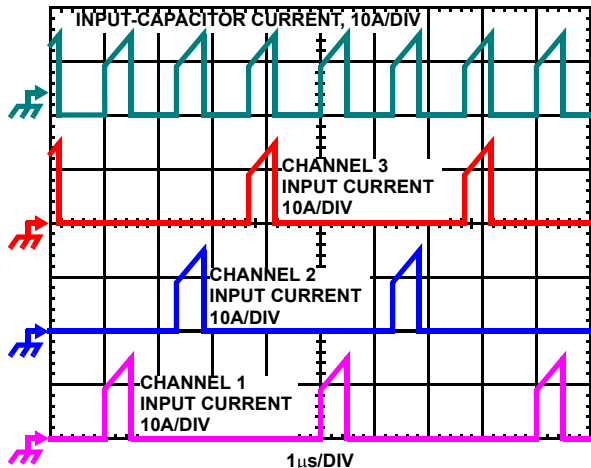 INPUT-CAPACITOR CURRENT, 10A/DIV
CHANNEL 3
INPUT CURRENT
10A/DIV
CHANNEL 2
INPUT CURRENT
10A/DIV
CHANNEL 1
INPUT CURRENT
10A/DIV
1μs/DIV